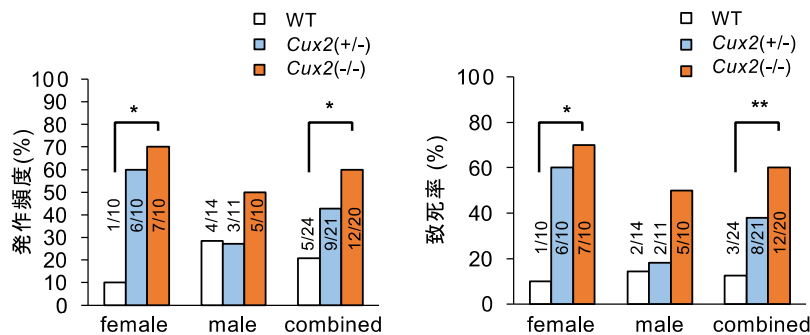 WT
Cux2(+/-)
Cux2(-/-)
発作頻度(%)
100
90
80
70
60
50
40
30
20
10
0
*
*
1/10
6/10
7/10
4/14
3/11
5/10
5/24
9/21
12/20
female
male
combined
WT
Cux2(+/-)
Cux2(-/-)
致死率 (%)
100
80
60
40
20
0
*
**
1/10
6/10
7/10
2/14
2/11
5/10
3/24
8/21
12/20
female
male
combined